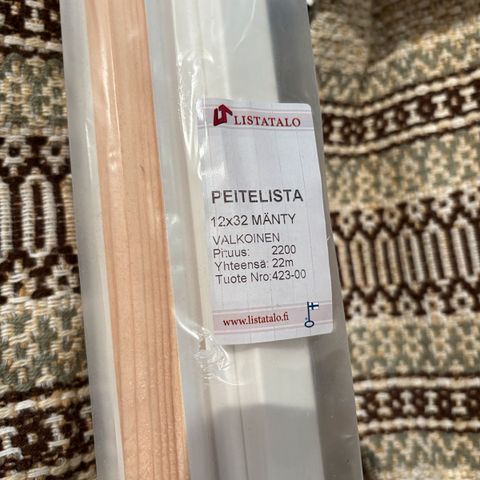 LISTATALO
PEITELISTA
12x32 MÄNTY
VALKOINEN
Pituus: 2200
Yhteensä: 22m
Tuote Nro:423-00
www.listatalo.fi